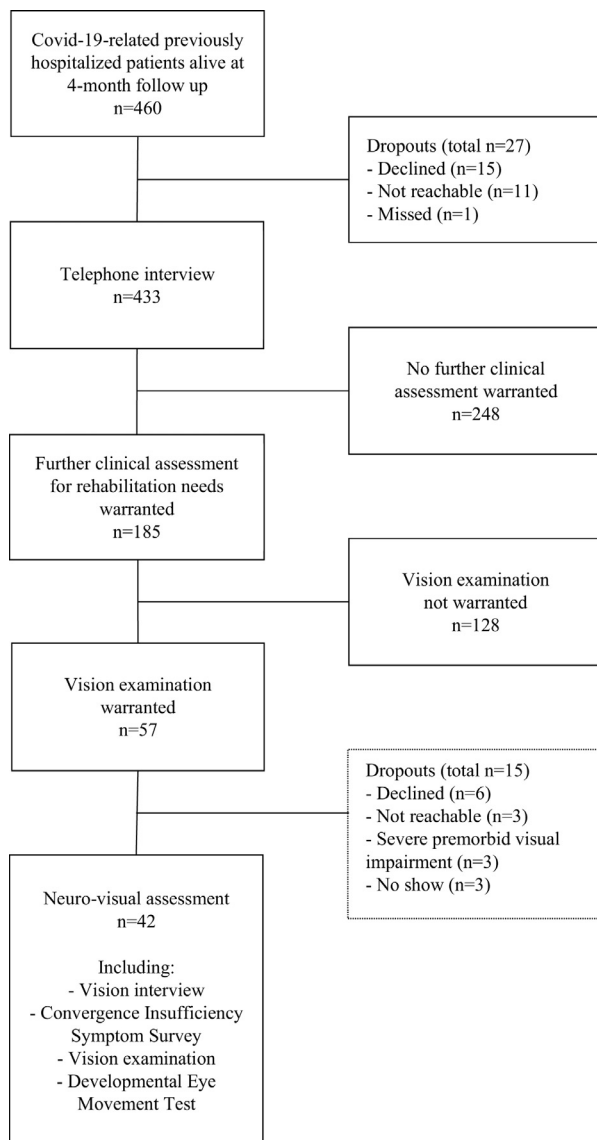 Covid-19-related previously
hospitalized patients alive at
4-month follow up
n=460
Dropouts (total n=27)
- Declined (n=15)
- Not reachable (n=11)
- Missed (n=1)
Telephone interview
n=433
No further clinical
assessment warranted
n=248
Further clinical assessment
for rehabilitation needs
warranted
n=185
Vision examination
not warranted
n=128
Vision examination
warranted
n=57
Dropouts (total n=15)
- Declined (n=6)
- Not reachable (n=3)
- Severe premorbid visual
impairment (n=3)
- No show (n=3)
Neuro-visual assessment
n=42
Including:
- Vision interview
- Convergence Insufficiency
Symptom Survey
- Vision examination
- Developmental Eye
Movement Test